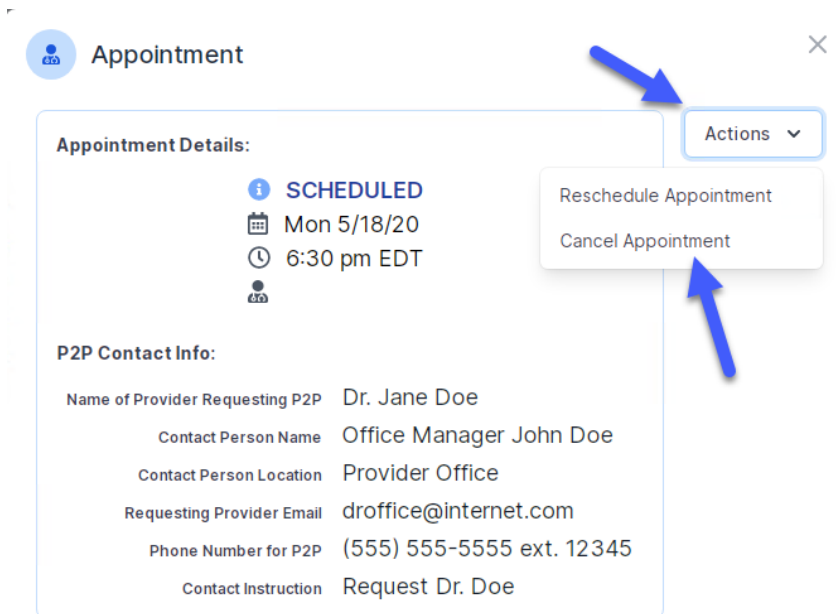 Appointment
Actions
Appointment Details:
SCHEDULED
Mon 5/18/20
6:30 pm EDT
Reschedule Appointment
Cancel Appointment
P2P Contact Info:
Name of Provider Requesting P2P Dr. Jane Doe
Contact Person Name Office Manager John Doe
Contact Person Location Provider Office
Requesting Provider Email droffice@internet.com
Phone Number for P2P (555) 555-5555 ext. 12345
Contact Instruction Request Dr. Doe